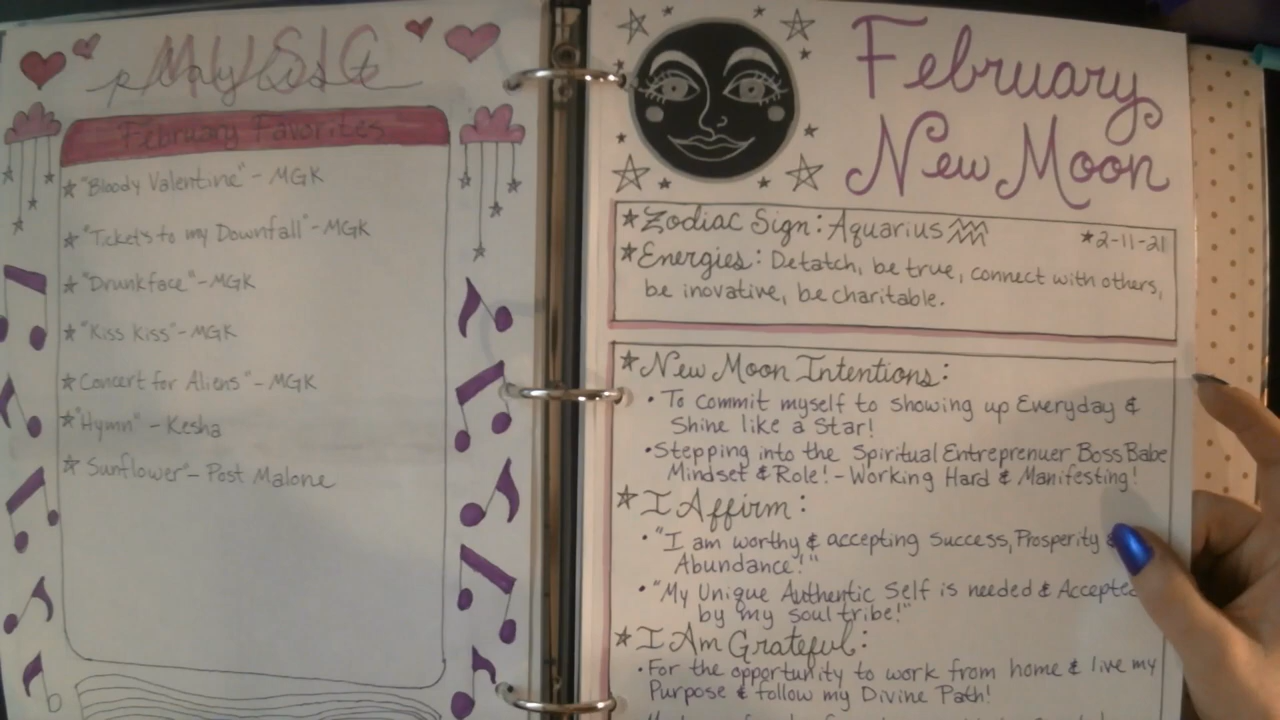 MUSIC
playlist
February Favorites
"Bloody Valentine" - MGK
"Tickets to my Downfall" - MGK
"Drunkface" - MGK
"Kiss Kiss" - MGK
Concert for Aliens" - MGK
"Hymn" - Kesha
"Sunflower" - Post Malone
February
New Moon
Zodiac Sign: Aquarius ♒ 2-11-21
Energies: Detatch, be true, connect with others,
be inovative, be charitable.
New Moon Intentions:
• To commit myself to showing up Everyday &
Shine like a Star!
• Stepping into the Spiritual Entreprenuer Boss Babe
Mindset & Role! - Working Hard & Manifesting!
I Affirm:
• "I am worthy & accepting Success, Prosperity &
Abundance!"
• "My Unique Authentic Self is needed & Accepted
by my soul tribe!"
I Am Grateful:
• For the opportunity to work from home & live my
Purpose & follow my Divine Path!